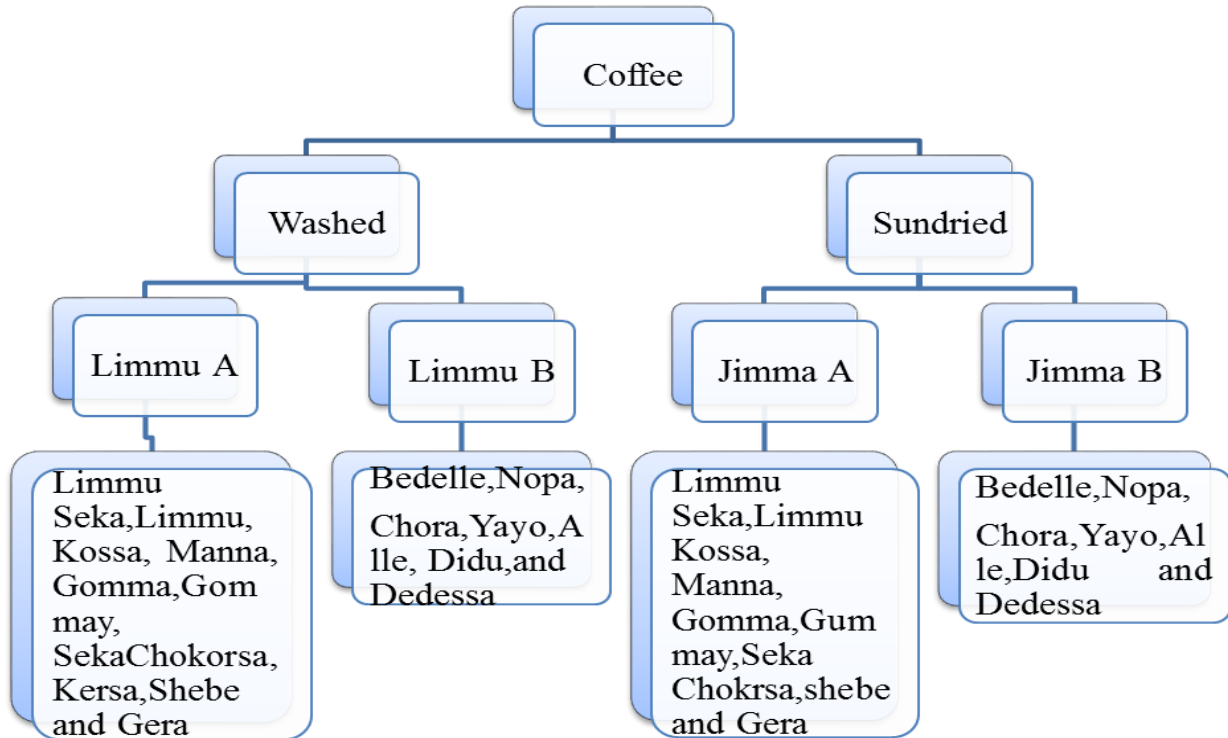 Coffee
Washed
Sundried
Limmu A
Limmu B
Jimma A
Jimma B
Limmu
Seka,Limmu,
Kossa, Manna,
Gomma,Gom
may,
SekaChokorsa,
Kersa,Shebe
and Gera
Bedelle,Nopa,
Chora,Yayo,A
lle, Didu,and
Dedessa
Limmu
Seka,Limmu
Kossa,
Manna,
Gomma,Gum
may,Seka
Chokrsa,shebe
and Gera
Bedelle,Nopa,
Chora,Yayo,Al
le,Didu and
Dedessa